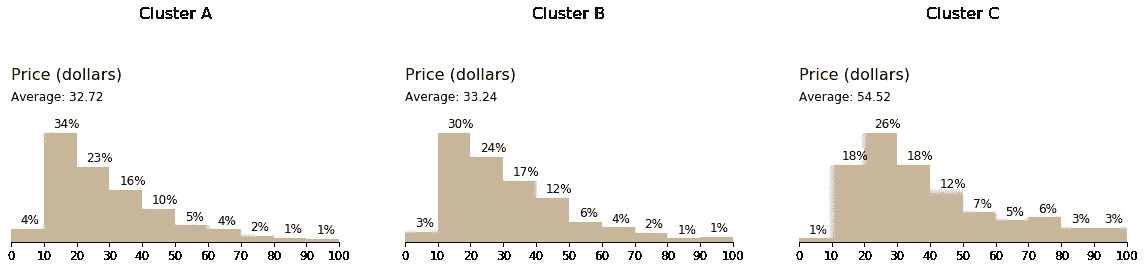 Cluster A
Price (dollars)
Average: 32.72
4% 34% 23% 16% 10% 5% 4% 2% 1% 1%
0 10 20 30 40 50 60 70 80 90 100
Cluster B
Price (dollars)
Average: 33.24
3% 30% 24% 17% 12% 6% 4% 2% 1% 1%
0 10 20 30 40 50 60 70 80 90 100
Cluster C
Price (dollars)
Average: 54.52
1% 18% 26% 18% 12% 7% 5% 6% 3% 3%
0 10 20 30 40 50 60 70 80 90 100